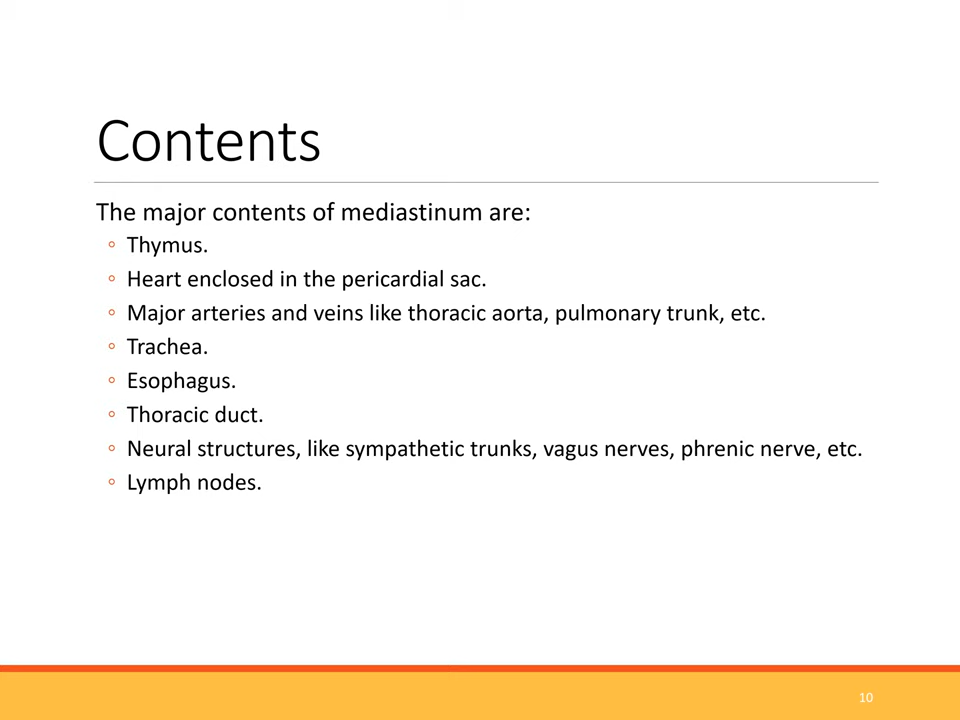 Contents
The major contents of mediastinum are:
◦ Thymus.
◦ Heart enclosed in the pericardial sac.
◦ Major arteries and veins like thoracic aorta, pulmonary trunk, etc.
◦ Trachea.
◦ Esophagus.
◦ Thoracic duct.
◦ Neural structures, like sympathetic trunks, vagus nerves, phrenic nerve, etc.
◦ Lymph nodes.
10